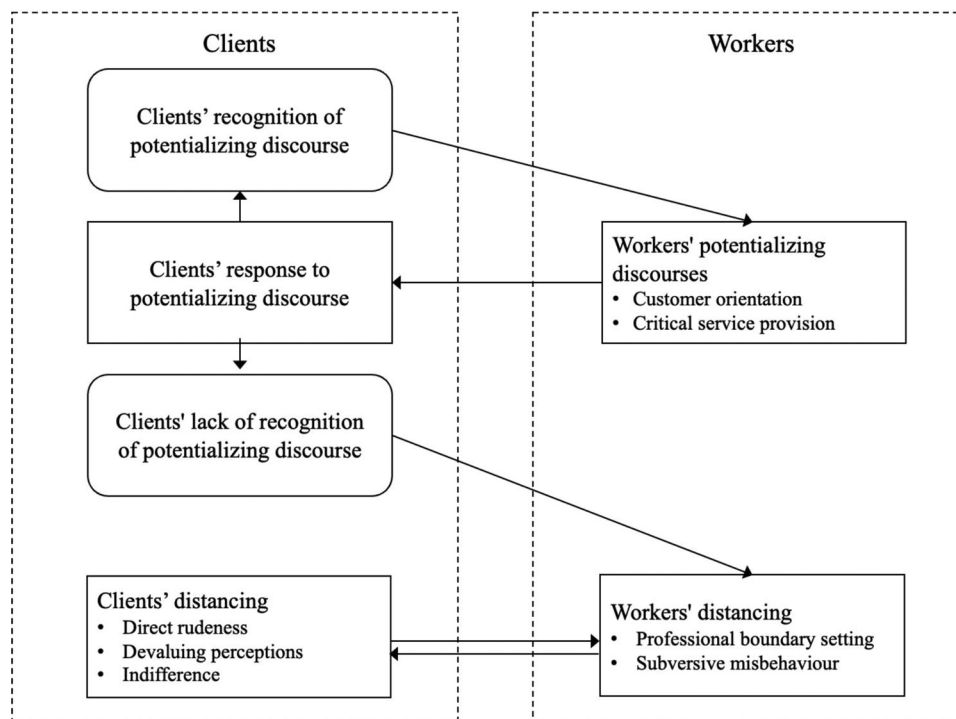 Clients
Workers
Clients’ recognition of
potentializing discourse
Clients’ response to
potentializing discourse
Workers' potentializing
discourses
• Customer orientation
• Critical service provision
Clients' lack of recognition
of potentializing discourse
Clients’ distancing
• Direct rudeness
• Devaluing perceptions
• Indifference
Workers' distancing
• Professional boundary setting
• Subversive misbehaviour